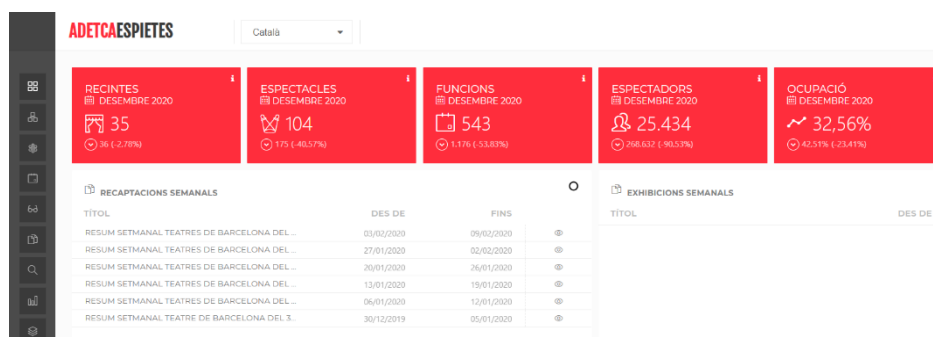 ADETCAESPIETES
Català
RECINTES
DESEMBRE 2020
35
36 (-2,78%)
ESPECTACLES
DESEMBRE 2020
104
175 (-40,57%)
FUNCIONS
DESEMBRE 2020
543
1.176 (-53,83%)
ESPECTADORS
DESEMBRE 2020
25.434
268.632 (-90,53%)
OCUPACIÓ
DESEMBRE 2020
32,56%
42,51% (-23,41%)
RECAPTACIONS SEMANALS
TÍTOL DES DE FINS
RESUM SETMANAL TEATRES DE BARCELONA DEL ... 03/02/2020 09/02/2020
RESUM SETMANAL TEATRES DE BARCELONA DEL ... 27/01/2020 02/02/2020
RESUM SETMANAL TEATRES DE BARCELONA DEL ... 20/01/2020 26/01/2020
RESUM SETMANAL TEATRES DE BARCELONA DEL ... 13/01/2020 19/01/2020
RESUM SETMANAL TEATRES DE BARCELONA DEL ... 06/01/2020 12/01/2020
RESUM SETMANAL TEATRE DE BARCELONA DEL 3... 30/12/2019 05/01/2020
EXHIBICIONS SEMANALS
TÍTOL DES DE